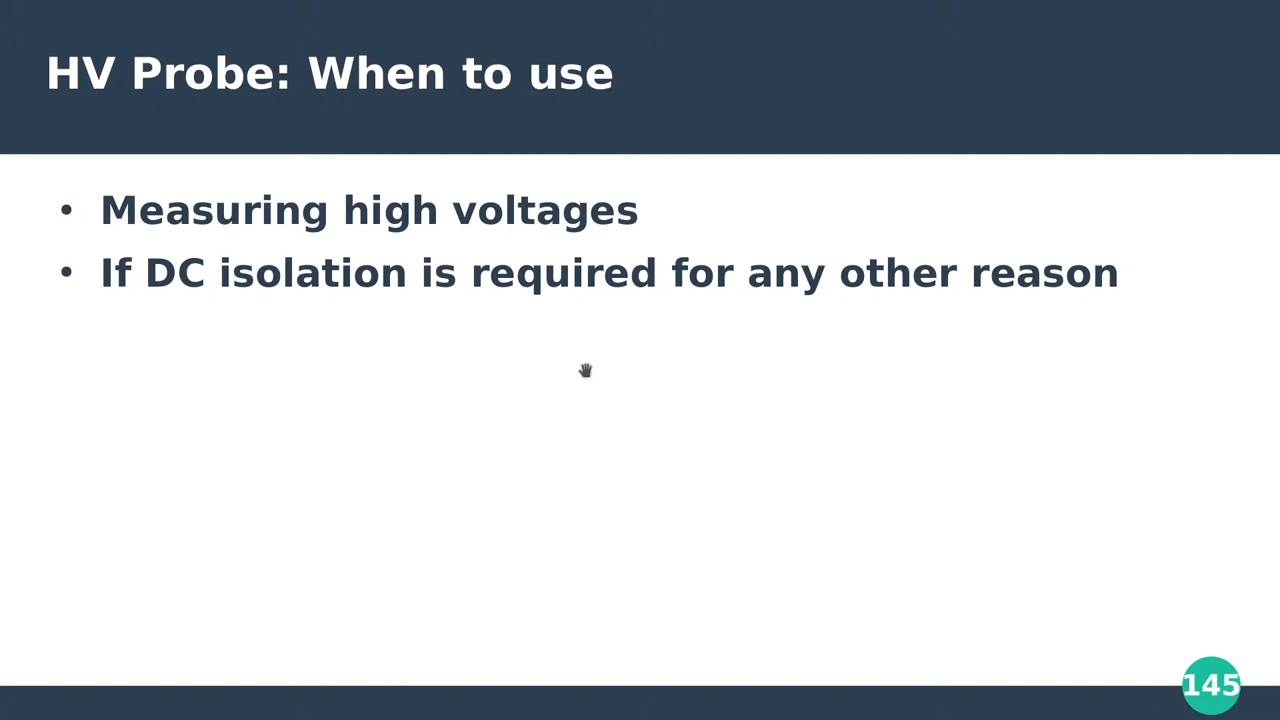 HV Probe: When to use
• Measuring high voltages
• If DC isolation is required for any other reason
145